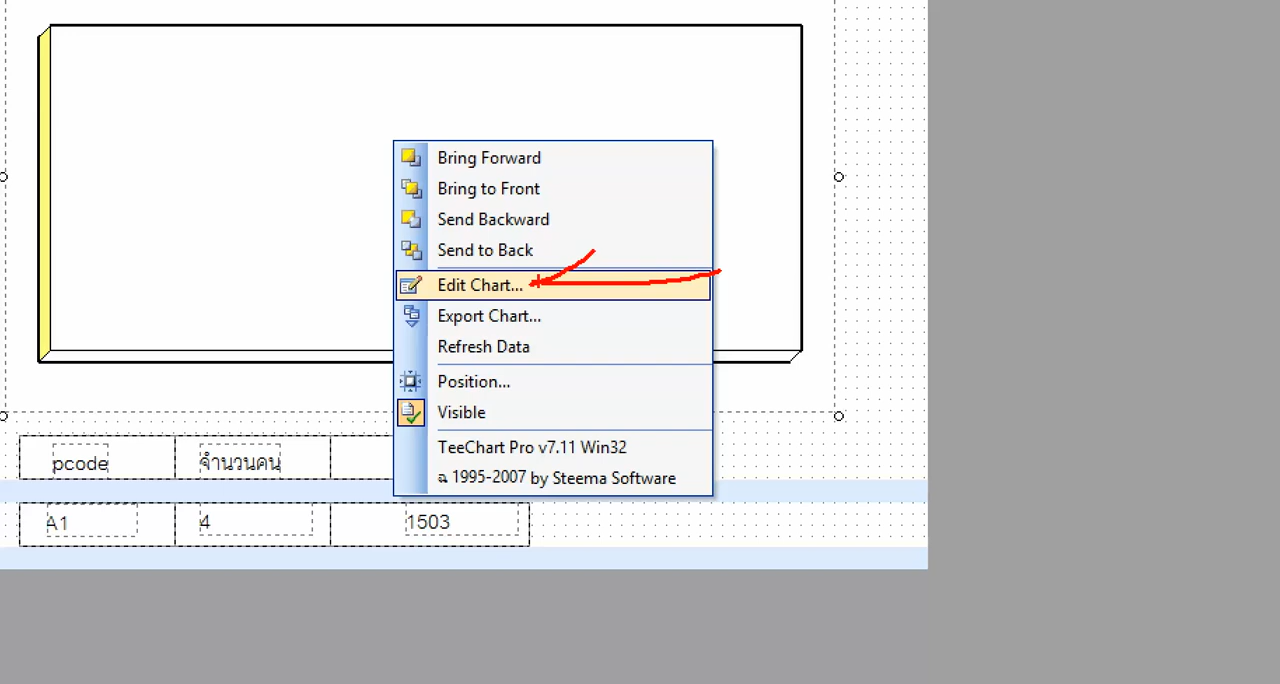 Bring Forward
Bring to Front
Send Backward
Send to Back
Edit Chart...
Export Chart...
Refresh Data
Position...
Visible
TeeChart Pro v7.11 Win32
ฉ 1995-2007 by Steema Software
pcode จำนวนคน
A1 4 1503